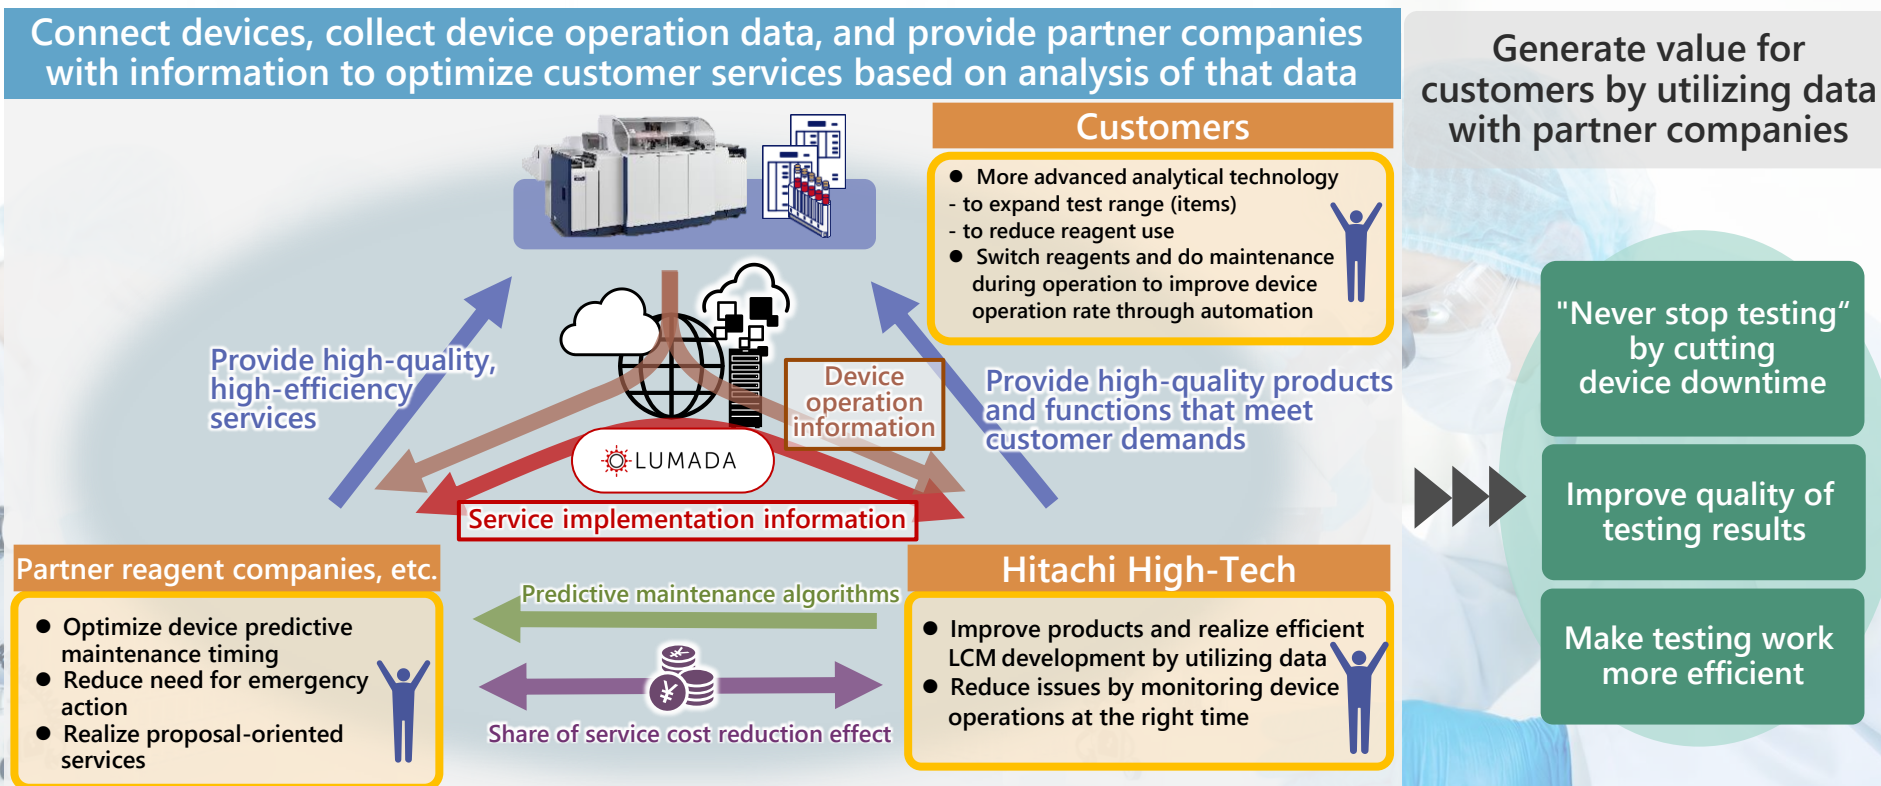 Connect devices, collect device operation data, and provide partner companies
with information to optimize customer services based on analysis of that data
Customers
● More advanced analytical technology
- to expand test range (items)
- to reduce reagent use
● Switch reagents and do maintenance
during operation to improve device
operation rate through automation
Provide high-quality,
high-efficiency
services
Device
operation
information
Provide high-quality products
and functions that meet
customer demands
LUMADA
Service implementation information
Partner reagent companies, etc.
● Optimize device predictive
maintenance timing
● Reduce need for emergency
action
● Realize proposal-oriented
services
Predictive maintenance algorithms
¥
¥
Share of service cost reduction effect
Hitachi High-Tech
● Improve products and realize efficient
LCM development by utilizing data
● Reduce issues by monitoring device
operations at the right time
Generate value for
customers by utilizing data
with partner companies
"Never stop testing“
by cutting
device downtime
Improve quality of
testing results
Make testing work
more efficient